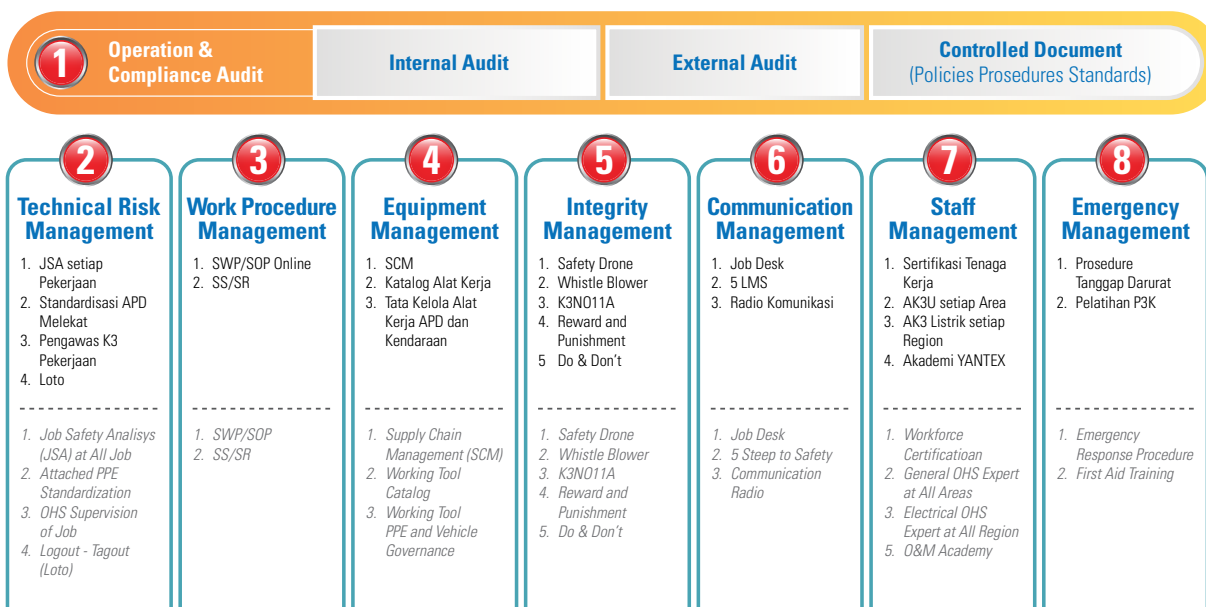 1
Operation &
Compliance Audit
Internal Audit
External Audit
Controlled Document
(Policies Prosedures Standards)
2
Technical Risk
Management
1. JSA setiap
Pekerjaan
2. Standardisasi APD
Melekat
3. Pengawas K3
Pekerjaan
4. Loto
1. Job Safety Analisys
(JSA) at All Job
2. Attached PPE
Standardization
3. OHS Supervision
of Job
4. Logout - Tagout
(Loto)
3
Work Procedure
Management
1. SWP/SOP Online
2. SS/SR
1. SWP/SOP
2. SS/SR
4
Equipment
Management
1. SCM
2. Katalog Alat Kerja
3. Tata Kelola Alat
Kerja APD dan
Kendaraan
1. Supply Chain
Management (SCM)
2. Working Tool
Catalog
3. Working Tool
PPE and Vehicle
Governance
5
Integrity
Management
1. Safety Drone
2. Whistle Blower
3. K3NO11A
4. Reward and
Punishment
5 Do & Don't
1. Safety Drone
2. Whistle Blower
3. K3NO11A
4. Reward and
Punishment
5. Do & Don't
6
Communication
Management
1. Job Desk
2. 5 LMS
3. Radio Komunikasi
1. Job Desk
2. 5 Steep to Safety
3. Communication
Radio
7
Staff
Management
1. Sertifikasi Tenaga
Kerja
2. AK3U setiap Area
3. AK3 Listrik setiap
Region
4. Akademi YANTEX
1. Workforce
Certificatioan
2. General OHS Expert
at All Areas
3. Electrical OHS
Expert at All Region
5. O&M Academy
8
Emergency
Management
1. Prosedure
Tanggap Darurat
2. Pelatihan P3K
1. Emergency
Response Procedure
2. First Aid Training